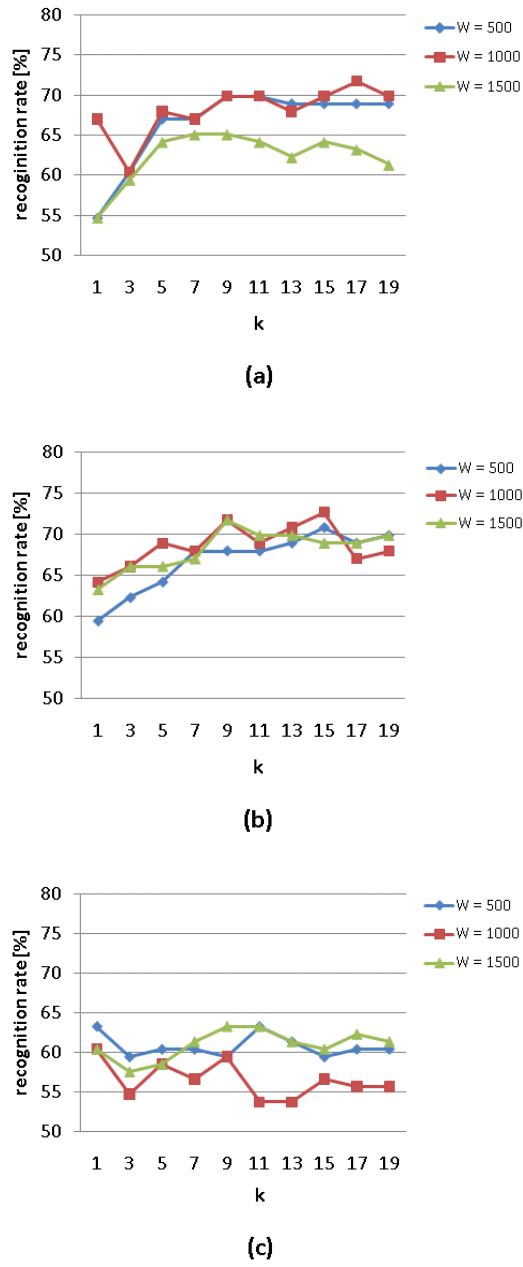 80
75
70
65
60
55
50
recoginition rate [%]
1 3 5 7 9 11 13 15 17 19
k
W = 500
W = 1000
W = 1500
(a)
80
75
70
65
60
55
50
recognition rate [%]
1 3 5 7 9 11 13 15 17 19
k
W = 500
W = 1000
W = 1500
(b)
80
75
70
65
60
55
50
recognition rate [%]
1 3 5 7 9 11 13 15 17 19
k
W = 500
W = 1000
W = 1500
(c)